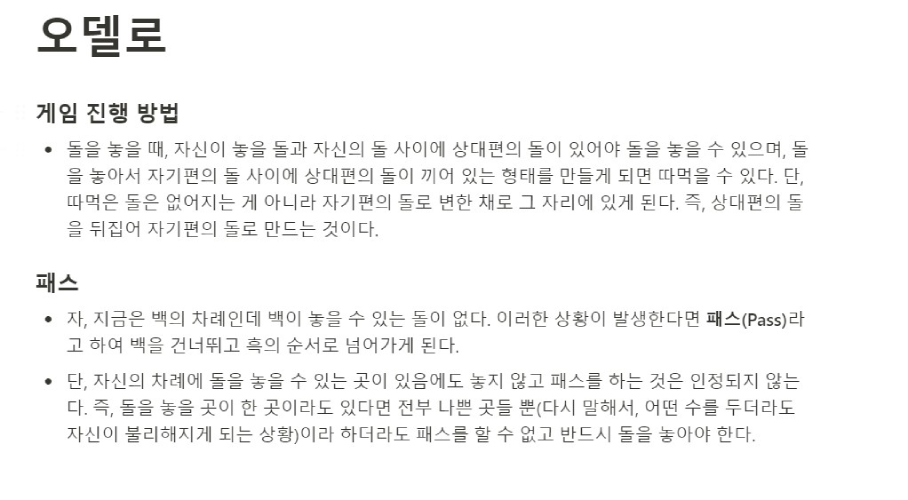 오델로
게임 진행 방법
• 돌을 놓을 때, 자신이 놓을 돌과 자신의 돌 사이에 상대편의 돌이 있어야 돌을 놓을 수 있으며, 돌
을 놓아서 자기편의 돌 사이에 상대편의 돌이 끼어 있는 형태를 만들게 되면 따먹을 수 있다. 단,
따먹은 돌은 없어지는 게 아니라 자기편의 돌로 변한 채로 그 자리에 있게 된다. 즉, 상대편의 돌
을 뒤집어 자기편의 돌로 만드는 것이다.
패스
• 자, 지금은 백의 차례인데 백이 놓을 수 있는 돌이 없다. 이러한 상황이 발생한다면 패스(Pass)라
고 하여 백을 건너뛰고 흑의 순서로 넘어가게 된다.
• 단, 자신의 차례에 돌을 놓을 수 있는 곳이 있음에도 놓지 않고 패스를 하는 것은 인정되지 않는
다. 즉, 돌을 놓을 곳이 한 곳이라도 있다면 전부 나쁜 곳들 뿐(다시 말해서, 어떤 수를 두더라도
자신이 불리해지게 되는 상황)이라 하더라도 패스를 할 수 없고 반드시 돌을 놓아야 한다.